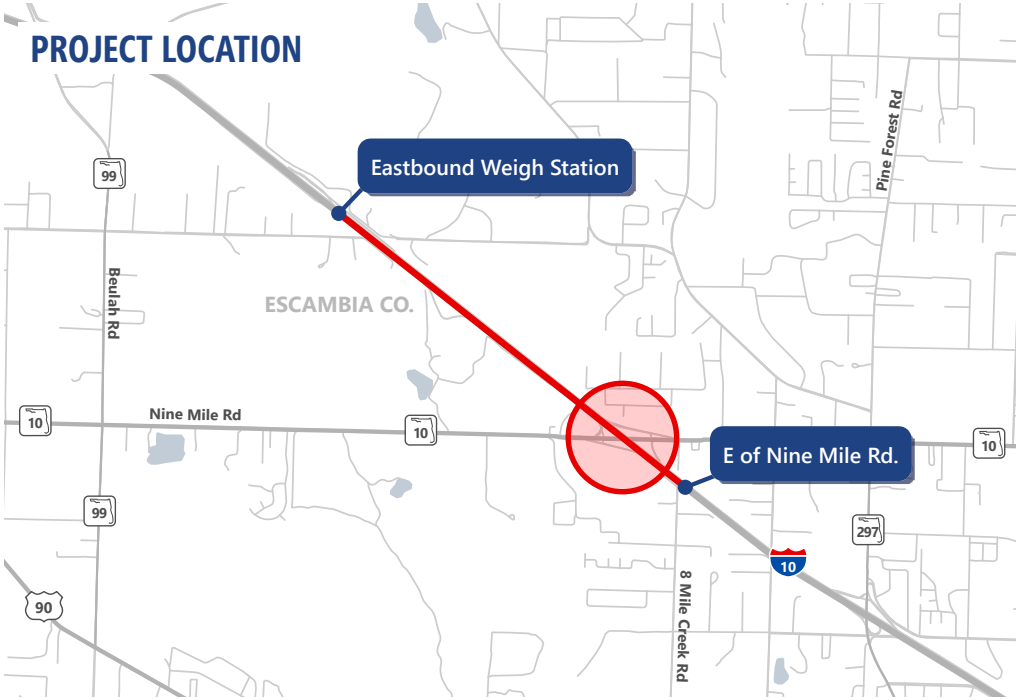 PROJECT LOCATION
Eastbound Weigh Station
Pine Forest Rd
99
Beulah Rd
ESCAMBIA CO.
Nine Mile Rd
10
10
10
E of Nine Mile Rd.
99
297
10
8 Mile Creek Rd
90